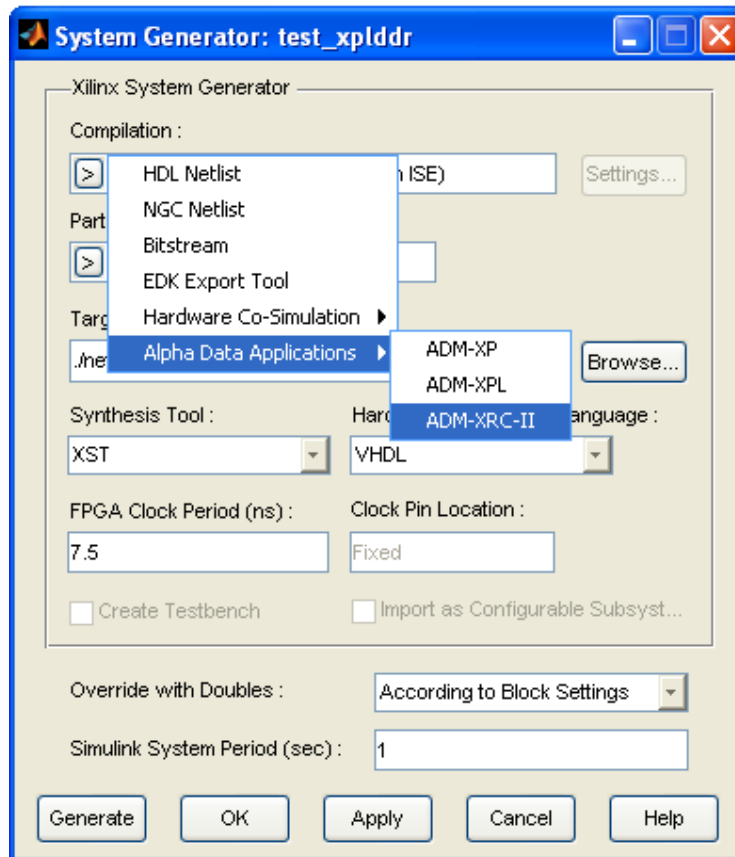 System Generator: test_xplddr
Xilinx System Generator
Compilation :
> HDL Netlist ISE) Settings...
NGC Netlist
Part
Bitstream
>
EDK Export Tool
Hardware Co-Simulation
Alpha Data Applications
ADM-XP
ADM-XPL
ADM-XRC-II
Browse...
Synthesis Tool : anguage :
XST VHDL
FPGA Clock Period (ns) : Clock Pin Location :
7.5 Fixed
Create Testbench Import as Configurable Subsyst...
Override with Doubles : According to Block Settings
Simulink System Period (sec) : 1
Generate OK Apply Cancel Help